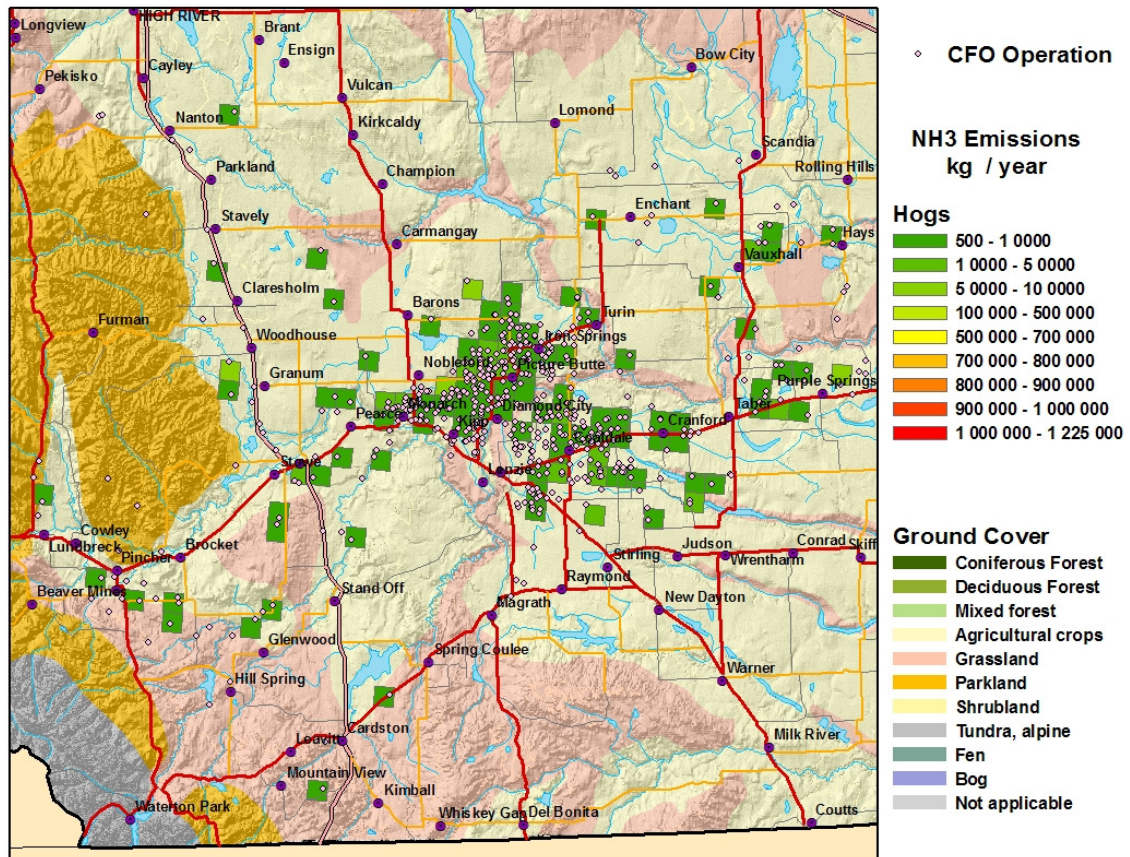 Longview
HIGH RIVER
Brant
Ensign
Bow City
Pekisko
Cayley
Vulcan
Lomond
Nanton
Kirkcaldy
Scandia
Parkland
Champion
Rolling Hills
Stavely
Enchant
Carmangay
Hays
Vauxhall
Claresholm
Barons
Turin
Furman
Woodhouse
Iron Springs
Nobleford
Picture Butte
Granum
Purple Springs
Monarch
Diamond City
Taber
Pearce
Kipp
Cranford
Coaldale
Stowe
Lenzie
Cowley
Lundbreck
Pincher
Brocket
Stirling
Judson
Wrentham
Conrad
Skiff
Beaver Mines
Stand Off
Raymond
Magrath
New Dayton
Glenwood
Spring Coulee
Warner
Hill Spring
Cardston
Leavitt
Milk River
Mountain View
Kimball
Waterton Park
Whiskey Gap
Del Bonita
Coutts
CFO Operation
NH3 Emissions
kg / year
Hogs
500 - 1 0000
1 0000 - 5 0000
5 0000 - 10 0000
100 000 - 500 000
500 000 - 700 000
700 000 - 800 000
800 000 - 900 000
900 000 - 1 000 000
1 000 000 - 1 225 000
Ground Cover
Coniferous Forest
Deciduous Forest
Mixed forest
Agricultural crops
Grassland
Parkland
Shrubland
Tundra, alpine
Fen
Bog
Not applicable